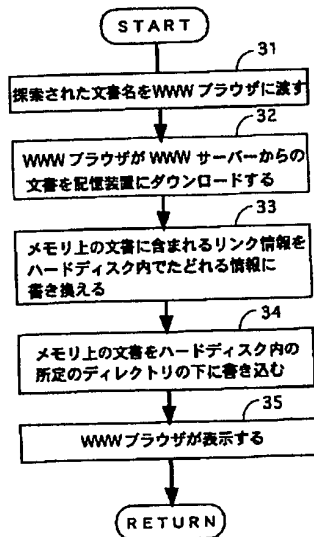 START
31
探索された文書名をWWWブラウザに渡す
32
WWWブラウザがWWWサーバーからの
文書を記憶装置にダウンロードする
33
メモリ上の文書に含まれるリンク情報を
ハードディスク内でたどれる情報に
書き換える
34
メモリ上の文書をハードディスク内の
所定のディレクトリの下に書き込む
35
WWWブラウザが表示する
RETURN